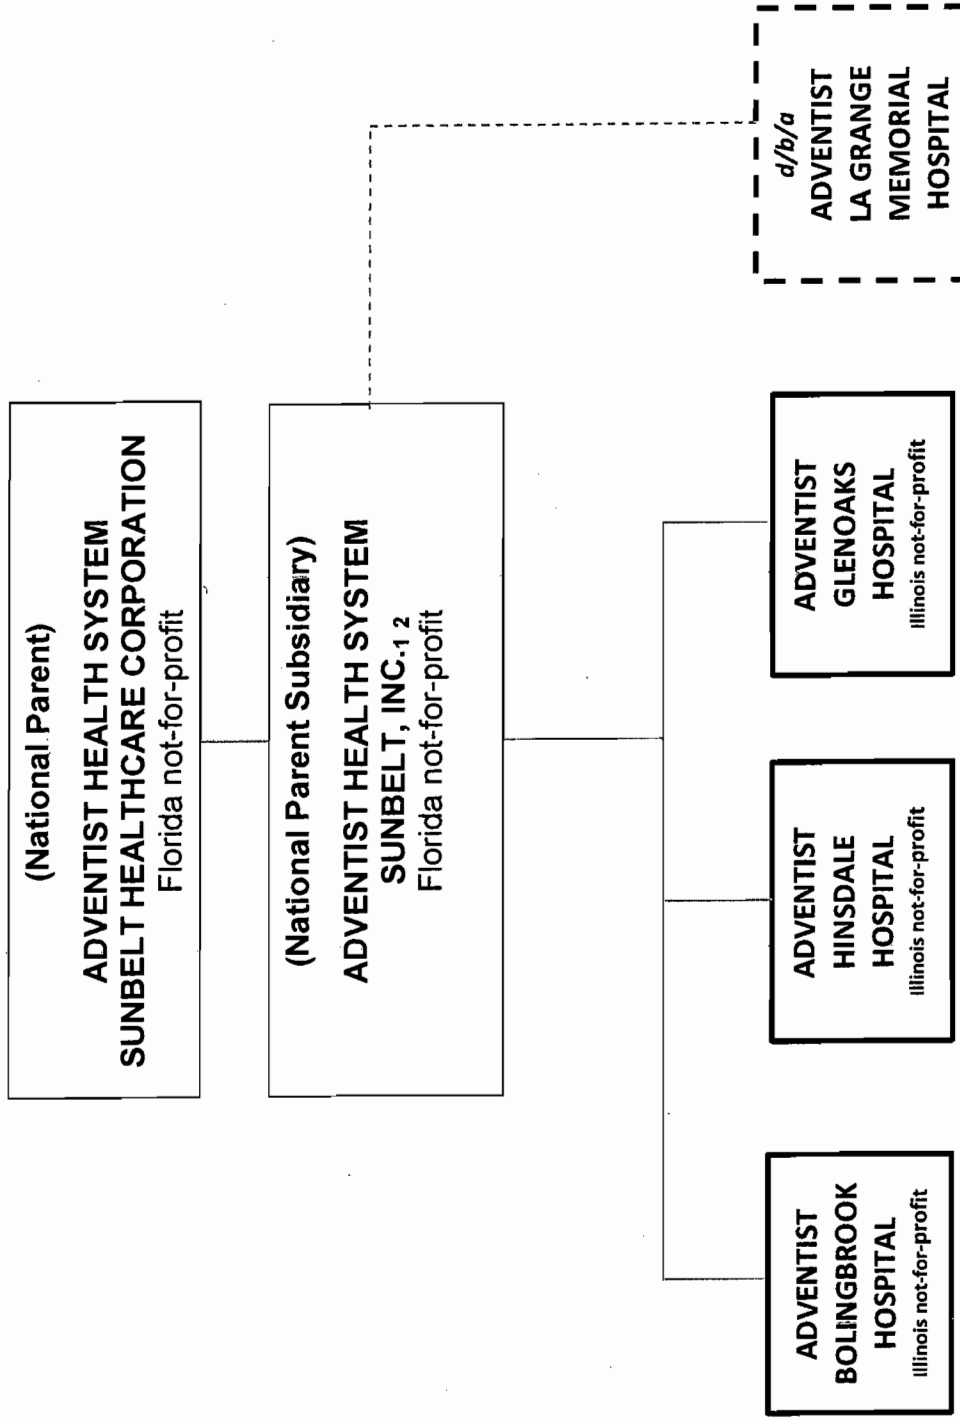 (National Parent)
ADVENTIST HEALTH SYSTEM
SUNBELT HEALTHCARE CORPORATION
Florida not-for-profit
(National Parent Subsidiary)
ADVENTIST HEALTH SYSTEM
SUNBELT, INC.1 2
Florida not-for-profit
ADVENTIST
BOLINGBROOK
HOSPITAL
Illinois not-for-profit
ADVENTIST
HINSDALE
HOSPITAL
Illinois not-for-profit
ADVENTIST
GLENOAKS
HOSPITAL
Illinois not-for-profit
d/b/a
ADVENTIST
LA GRANGE
MEMORIAL
HOSPITAL